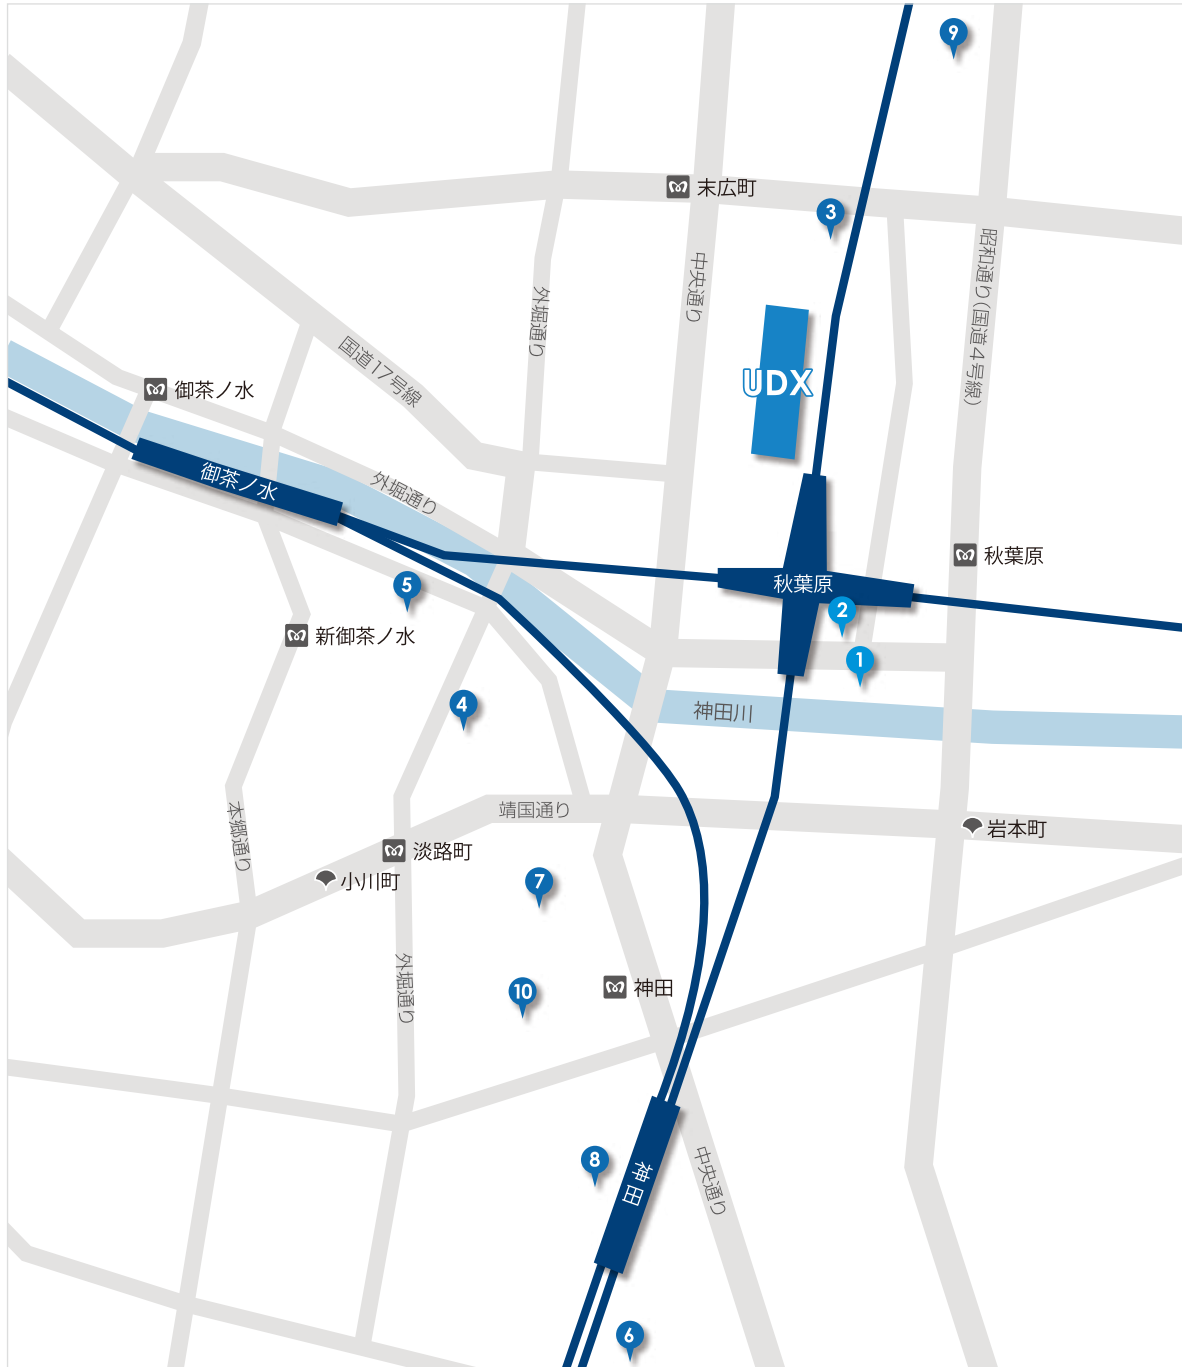 9
末広町
3
中央通り
昭和通り(国道4号線)
外堀通り
国道17号線
UDX
御茶ノ水
御茶ノ水
外堀通り
秋葉原
秋葉原
5
2
新御茶ノ水
1
4
神田川
靖国通り
本郷通り
岩本町
淡路町
小川町
7
外堀通り
神田
10
8
神田
中央通り
6